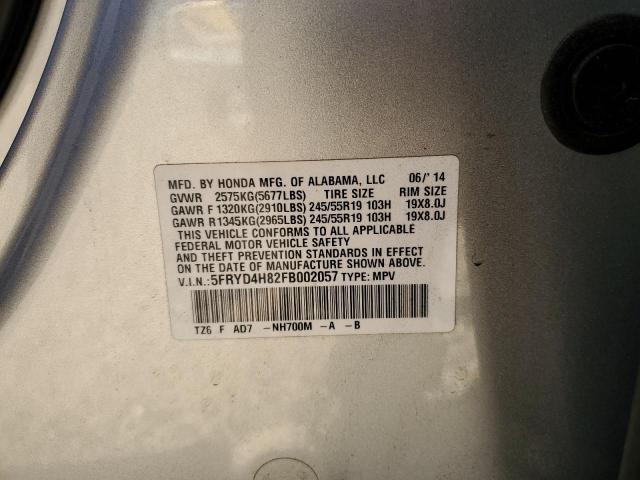 MFD. BY HONDA MFG. OF ALABAMA, LLC 06/'14
GVWR 2575KG(5677LBS) TIRE SIZE RIM SIZE
GAWR F 1320KG(2910LBS) 245/55R19 103H 19X8.0J
GAWR R1345KG(2965LBS) 245/55R19 103H 19X8.0J
THIS VEHICLE CONFORMS TO ALL APPLICABLE
FEDERAL MOTOR VEHICLE SAFETY
AND THEFT PREVENTION STANDARDS IN EFFECT
ON THE DATE OF MANUFACTURE SHOWN ABOVE.
V.I.N.:5FRYD4H82FB002057 TYPE: MPV
TZ6 F AD7 -NH700M -A -B